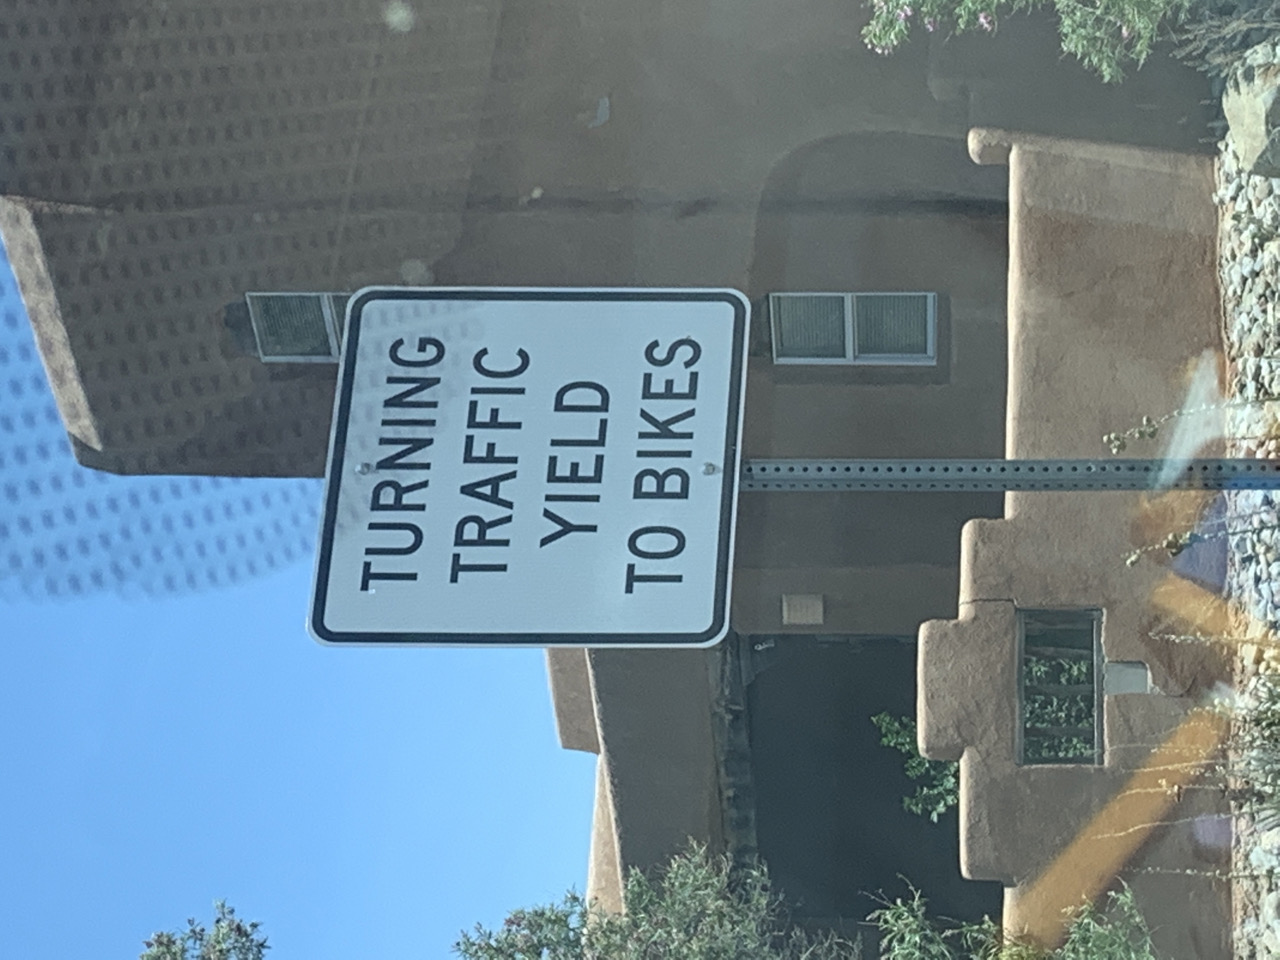 TURNING
TRAFFIC
YIELD
TO BIKES